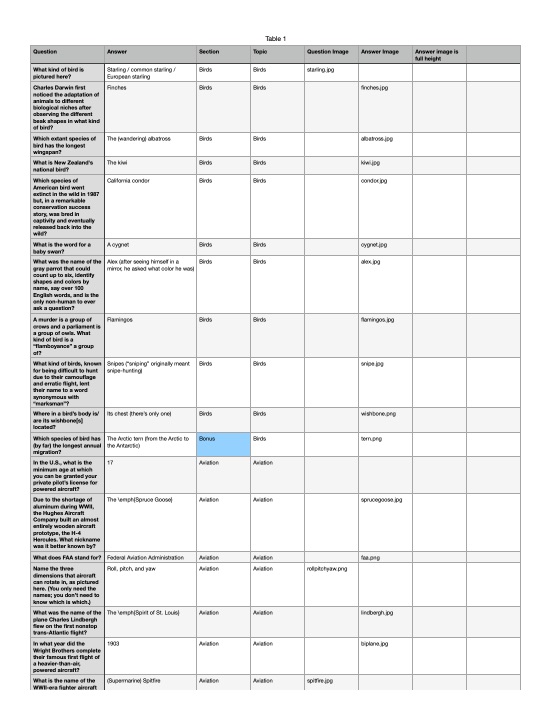 Table 1
Question Answer Section Topic Question Image Answer Image Answer image is
full height
What kind of bird is
pictured here?
Starling / common starling /
European starling
Birds Birds starling.jpg
Charles Darwin first
noticed the adaptation of
animals to different
biological niches after
observing the different
beak shapes in what kind
of bird?
Finches Birds Birds finches.jpg
Which extant species of
bird has the longest
wingspan?
The (wandering) albatross Birds Birds albatross.jpg
What is New Zealand's
national bird?
The kiwi Birds Birds kiwi.jpg
Which species of
American bird went
extinct in the wild in 1987
but, in a remarkable
conservation success
story, was bred in
captivity and eventually
released back into the
wild?
California condor Birds Birds condor.jpg
What is the word for a
baby swan?
A cygnet Birds Birds cygnet.jpg
What was the name of the
gray parrot that could
count up to six, identify
shapes and colors by
name, say over 100
English words, and is the
only non-human to ever
ask a question?
Alex (after seeing himself in a
mirror, he asked what color he was)
Birds Birds alex.jpg
A murder is a group of
crows and a parliament is
a group of owls. What
kind of bird is a
"flamboyance" a group
of?
Flamingos Birds Birds flamingos.jpg
What kind of birds, known
for being difficult to hunt
due to their camouflage
and erratic flight, lent
their name to a word
synonymous with
"marksman"?
Snipes ("sniping" originally meant
snipe-hunting)
Birds Birds snipe.jpg
Where in a bird's body is/
are its wishbone[s]
located?
Its chest (there's only one) Birds Birds wishbone.png
Which species of bird has
(by far) the longest annual
migration?
The Arctic tern (from the Arctic to
the Antarctic)
Bonus Birds tern.png
In the U.S., what is the
minimum age at which
you can be granted your
private pilot's license for
powered aircraft?
17 Aviation Aviation
Due to the shortage of
aluminum during WWII,
the Hughes Aircraft
Company built an almost
entirely wooden aircraft
prototype, the H-4
Hercules. What nickname
was it better known by?
The \emph{Spruce Goose} Aviation Aviation sprucegoose.jpg
What does FAA stand for? Federal Aviation Administration Aviation Aviation faa.png
Name the three
dimensions that aircraft
can rotate in, as pictured
here. (You only need the
names; you don't need to
know which is which.)
Roll, pitch, and yaw Aviation Aviation rollpitchyaw.png
What was the name of the
plane Charles Lindbergh
flew on the first nonstop
trans-Atlantic flight?
The \emph{Spirit of St. Louis} Aviation Aviation lindbergh.jpg
In what year did the
Wright Brothers complete
their famous first flight of
a heavier-than-air,
powered aircraft?
1903 Aviation Aviation biplane.jpg
What is the name of the
WWII-era fighter aircraft
(Supermarine) Spitfire Aviation Aviation spitfire.jpg